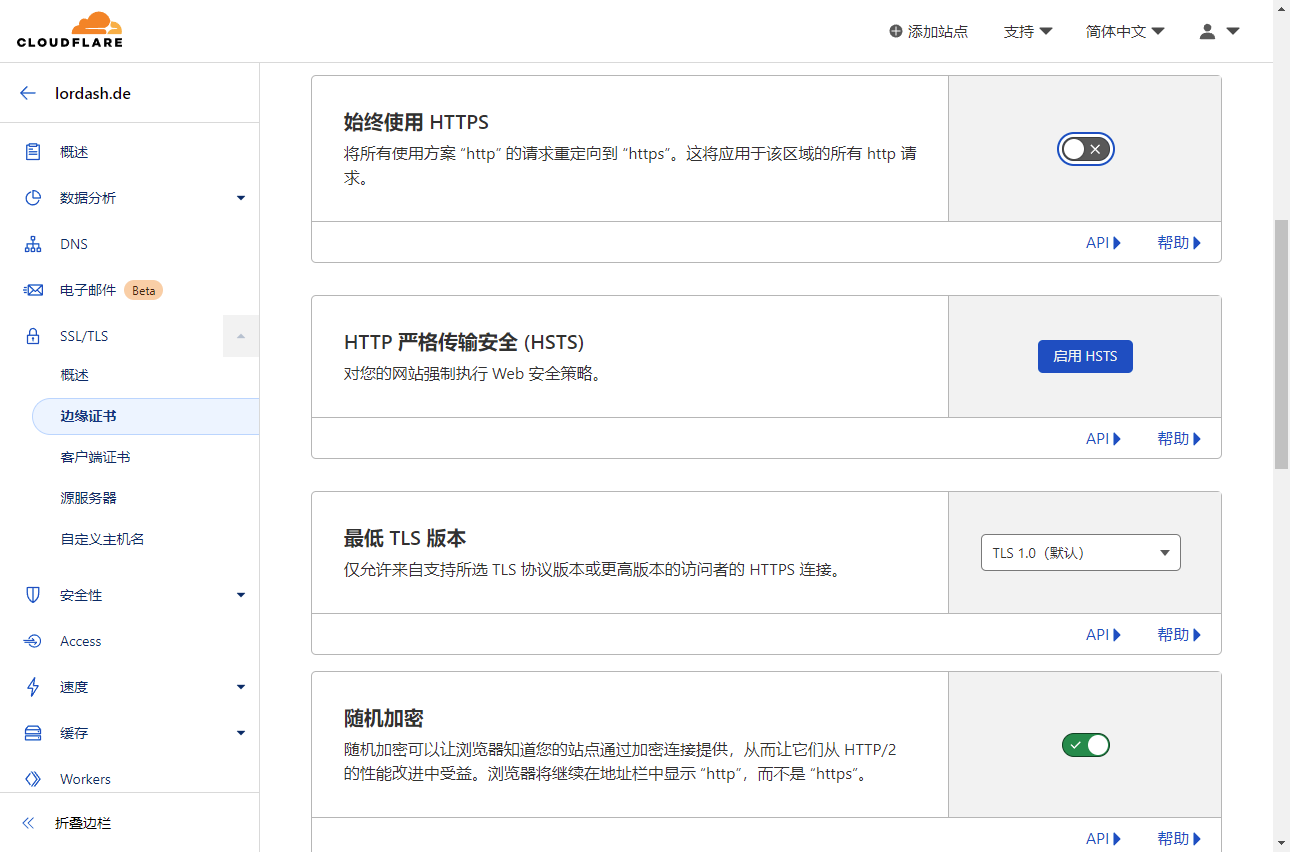 CLOUDFLARE
添加站点
支持
简体中文
lordash.de
概述
数据分析
DNS
电子邮件 Beta
SSL/TLS
概述
边缘证书
客户端证书
源服务器
自定义主机名
安全性
Access
速度
缓存
Workers
折叠边栏
始终使用 HTTPS
将所有使用方案 “http” 的请求重定向到 “https”。这将应用于该区域的所有 http 请
求。
API
帮助
HTTP 严格传输安全 (HSTS)
对您的网站强制执行 Web 安全策略。
启用 HSTS
API
帮助
最低 TLS 版本
仅允许来自支持所选 TLS 协议版本或更高版本的访问者的 HTTPS 连接。
TLS 1.0（默认）
API
帮助
随机加密
随机加密可以让浏览器知道您的站点通过加密连接提供，从而让它们从 HTTP/2
的性能改进中受益。浏览器将继续在地址栏中显示 “http”，而不是 “https”。
API
帮助